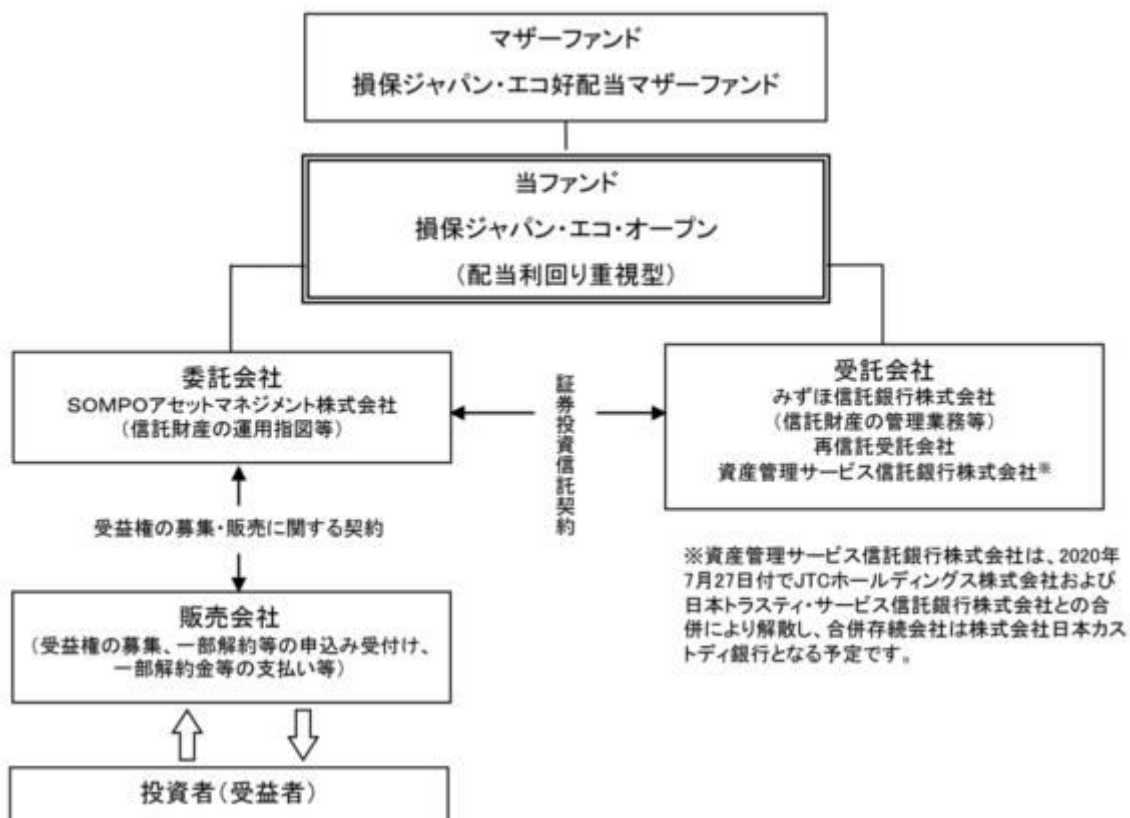 マザーファンド
損保ジャパン・エコ好配当マザーファンド
当ファンド
損保ジャパン・エコ・オープン
（配当利回り重視型）
委託会社
SOMPOアセットマネジメント株式会社
（信託財産の運用指図等）
証券投資信託契約
受託会社
みずほ信託銀行株式会社
（信託財産の管理業務等）
再信託受託会社
資産管理サービス信託銀行株式会社※
受益権の募集・販売に関する契約
※資産管理サービス信託銀行株式会社は、2020年
7月27日付でJTCホールディングス株式会社および
日本トラスティ・サービス信託銀行株式会社との合
併により解散し、合併存続会社は株式会社日本カス
トディ銀行となる予定です。
販売会社
（受益権の募集、一部解約等の申込み受付け、
一部解約金等の支払い等）
投資者（受益者）